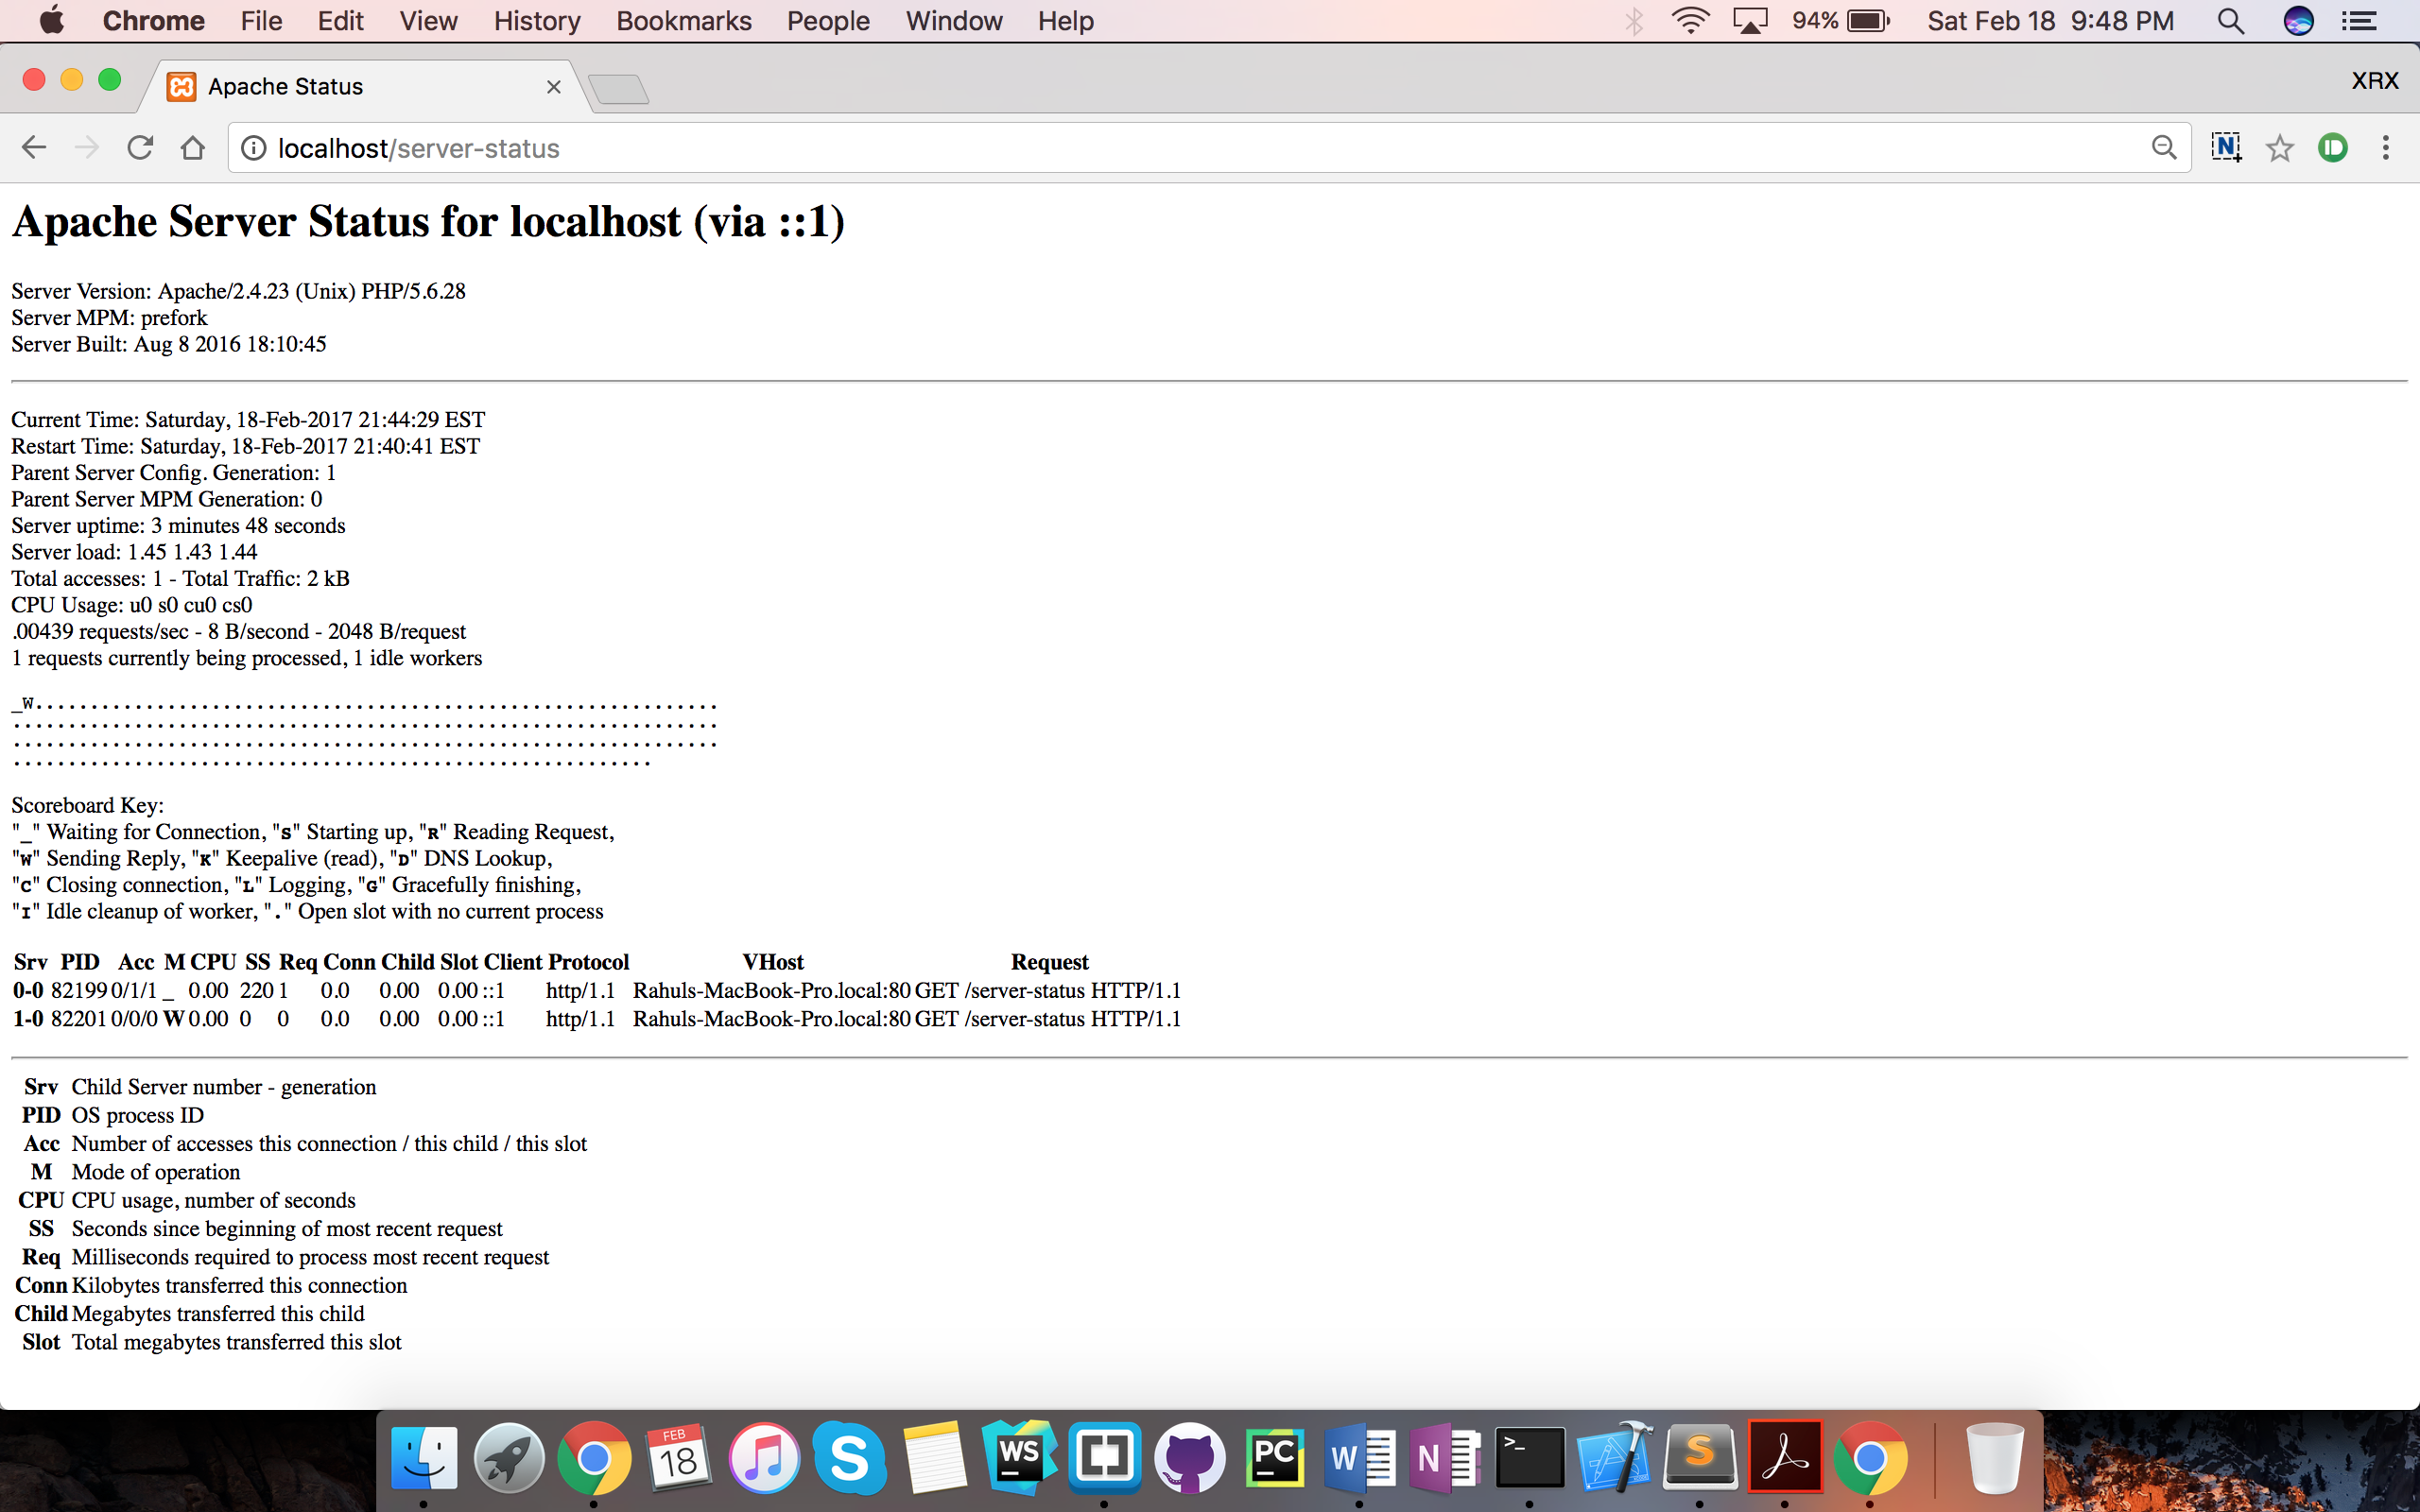 Chrome File Edit View History Bookmarks People Window Help 94% Sat Feb 18 9:48 PM
Apache Status XRX
localhost/server-status
Apache Server Status for localhost (via ::1)
Server Version: Apache/2.4.23 (Unix) PHP/5.6.28
Server MPM: prefork
Server Built: Aug 8 2016 18:10:45
Current Time: Saturday, 18-Feb-2017 21:44:29 EST
Restart Time: Saturday, 18-Feb-2017 21:40:41 EST
Parent Server Config. Generation: 1
Parent Server MPM Generation: 0
Server uptime: 3 minutes 48 seconds
Server load: 1.45 1.43 1.44
Total accesses: 1 - Total Traffic: 2 kB
CPU Usage: u0 s0 cu0 cs0
.00439 requests/sec - 8 B/second - 2048 B/request
1 requests currently being processed, 1 idle workers
_W..............................................................
................................................................
................................................................
..........................................................
Scoreboard Key:
"_" Waiting for Connection, "S" Starting up, "R" Reading Request,
"W" Sending Reply, "K" Keepalive (read), "D" DNS Lookup,
"C" Closing connection, "L" Logging, "G" Gracefully finishing,
"I" Idle cleanup of worker, "." Open slot with no current process
Srv PID Acc M CPU SS Req Conn Child Slot Client Protocol VHost Request
0-0 82199 0/1/1 _ 0.00 220 1 0.0 0.00 0.00 ::1 http/1.1 Rahuls-MacBook-Pro.local:80 GET /server-status HTTP/1.1
1-0 82201 0/0/0 W 0.00 0 0 0.0 0.00 0.00 ::1 http/1.1 Rahuls-MacBook-Pro.local:80 GET /server-status HTTP/1.1
Srv Child Server number - generation
PID OS process ID
Acc Number of accesses this connection / this child / this slot
M Mode of operation
CPU CPU usage, number of seconds
SS Seconds since beginning of most recent request
Req Milliseconds required to process most recent request
Conn Kilobytes transferred this connection
Child Megabytes transferred this child
Slot Total megabytes transferred this slot
FEB
18 S WS PC W N >_ S